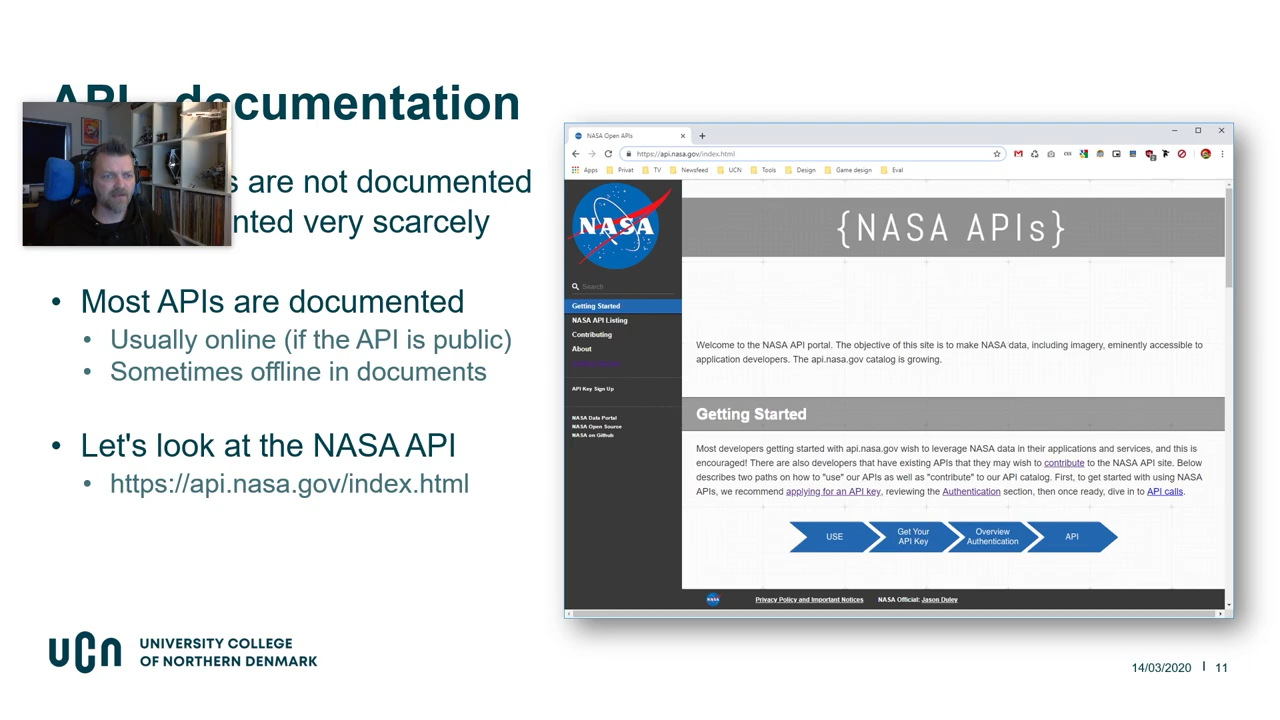 API - documentation
s are not documented
nted very scarcely
• Most APIs are documented
• Usually online (if the API is public)
• Sometimes offline in documents
• Let's look at the NASA API
• https://api.nasa.gov/index.html
UCN UNIVERSITY COLLEGE
OF NORTHERN DENMARK
NASA Open APIs
https://api.nasa.gov/index.html
Apps Privat TV Newsfeed UCN Tools Design Game design Eval
NASA
Search
Getting Started
NASA API Listing
Contributing
About
API Key Sign Up
NASA Data Portal
NASA Open Source
NASA on Github
{NASA APIs}
Welcome to the NASA API portal. The objective of this site is to make NASA data, including imagery, eminently accessible to
application developers. The api.nasa.gov catalog is growing.
Getting Started
Most developers getting started with api.nasa.gov wish to leverage NASA data in their applications and services, and this is
encouraged! There are also developers that have existing APIs that they may wish to contribute to the NASA API site. Below
describes two paths on how to "use" our APIs as well as "contribute" to our API catalog. First, to get started with using NASA
APIs, we recommend applying for an API key, reviewing the Authentication section, then once ready, dive in to API calls.
USE
Get Your
API Key
Overview
Authentication
API
NASA
Privacy Policy and Important Notices NASA Official: Jason Duley
14/03/2020 | 11